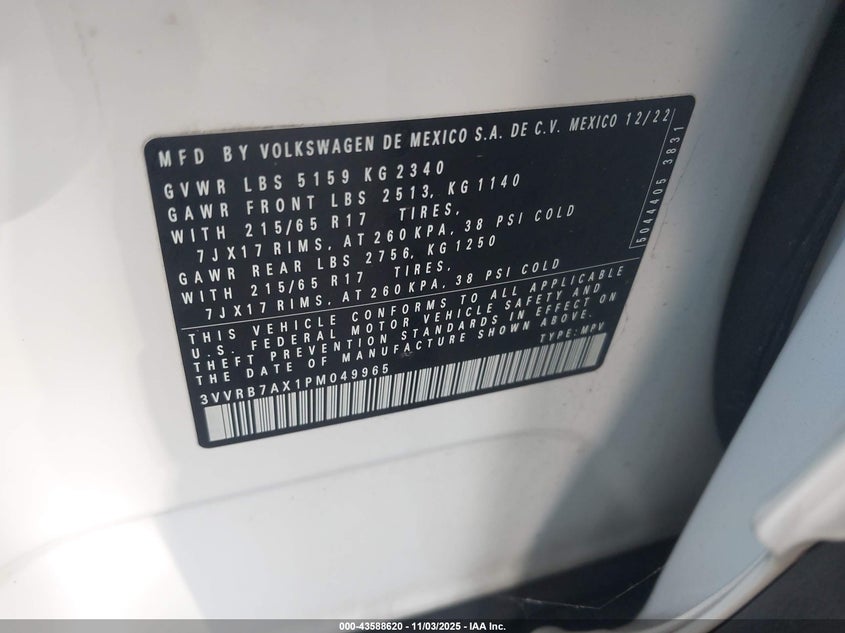 MFD BY VOLKSWAGEN DE MEXICO S.A. DE C.V. MEXICO 12/22
GVWR LBS 5159 KG 2340
GAWR FRONT LBS 2513, KG 1140
WITH 215/65 R17 TIRES,
7JX17 RIMS, AT 260KPA, 38 PSI COLD
GAWR REAR LBS 2756, KG 1250
WITH 215/65 R17 TIRES,
7JX17 RIMS, AT 260KPA, 38 PSI COLD
5044405 3831
THIS VEHICLE CONFORMS TO ALL APPLICABLE
U.S. FEDERAL MOTOR VEHICLE SAFETY AND
THEFT PREVENTION STANDARDS IN EFFECT ON
THE DATE OF MANUFACTURE SHOWN ABOVE.
TYPE: MPV
3VVRB7AX1PM049965
000-43588620 - 11/03/2025 - IAA Inc.